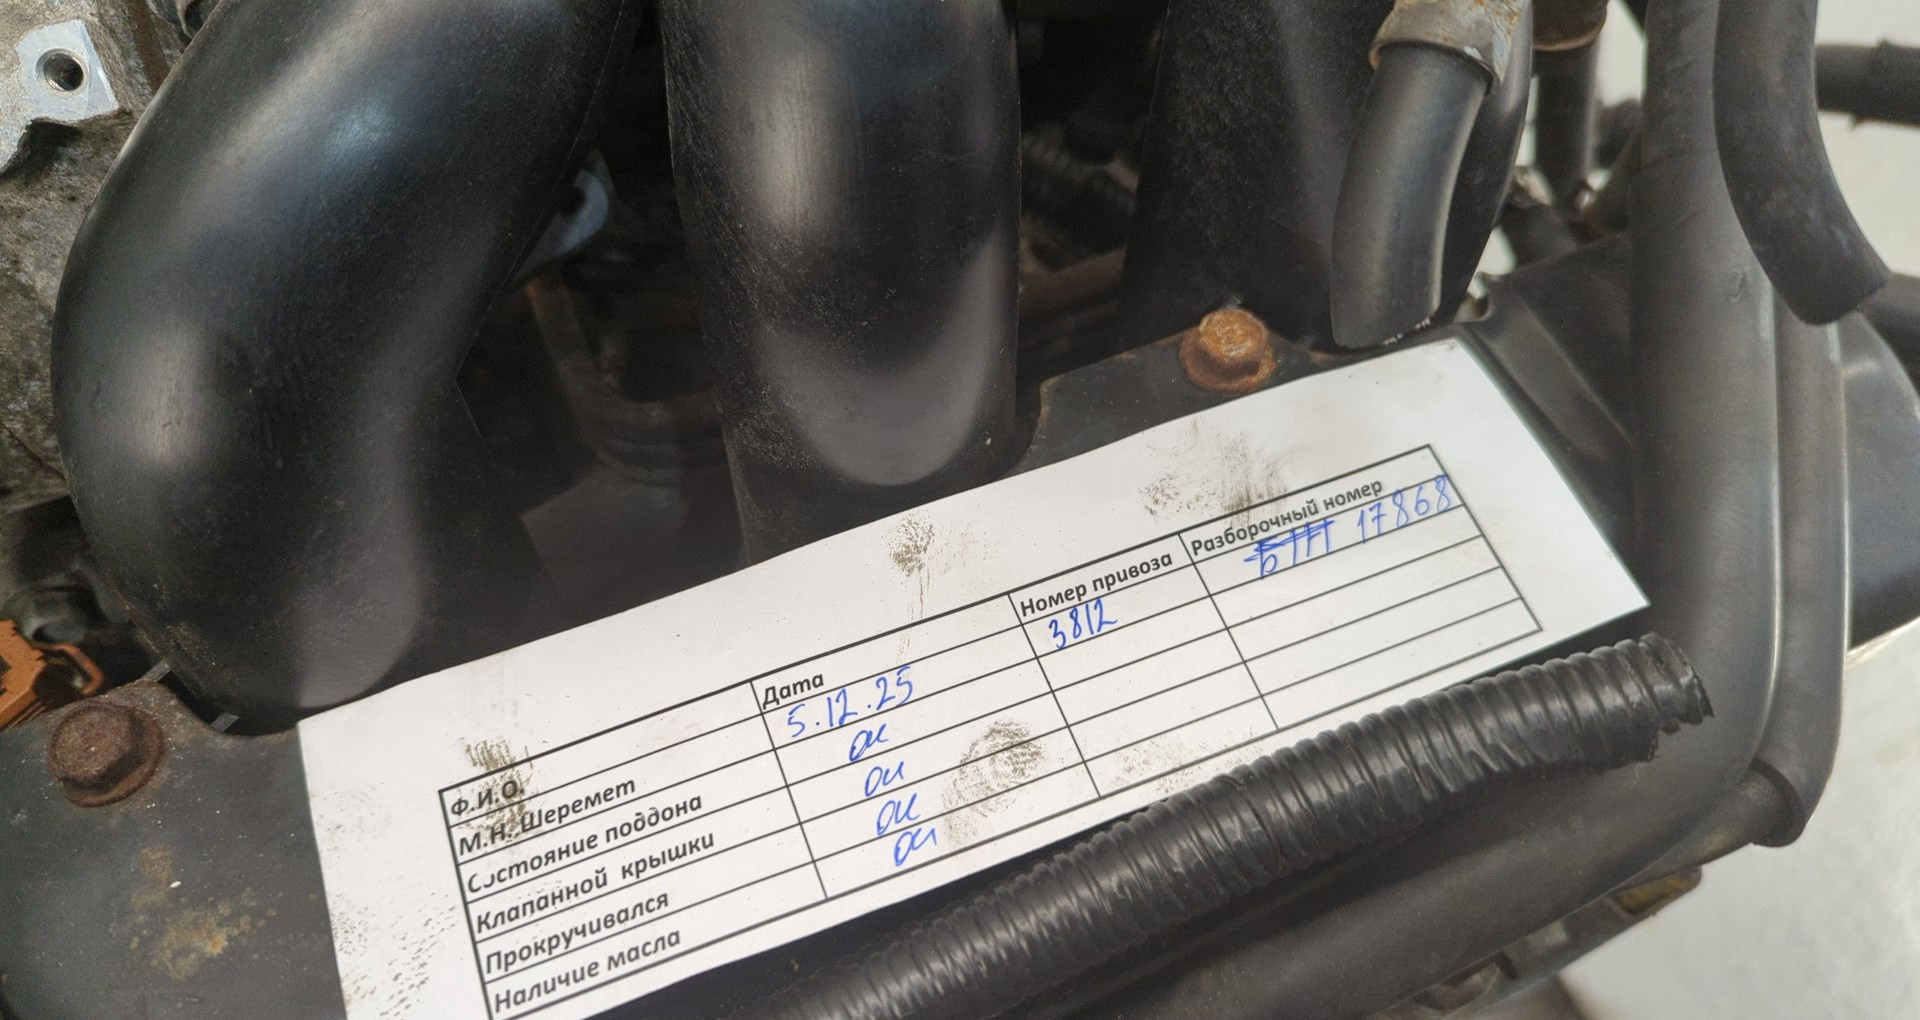 Ф.И.О. Дата Номер привоза Разборочный номер
М.Н. Шеремет 5.12.25 3812 17868
Состояние поддона ок
Клапанной крышки ок
Прокручивался ок
Наличие масла ок